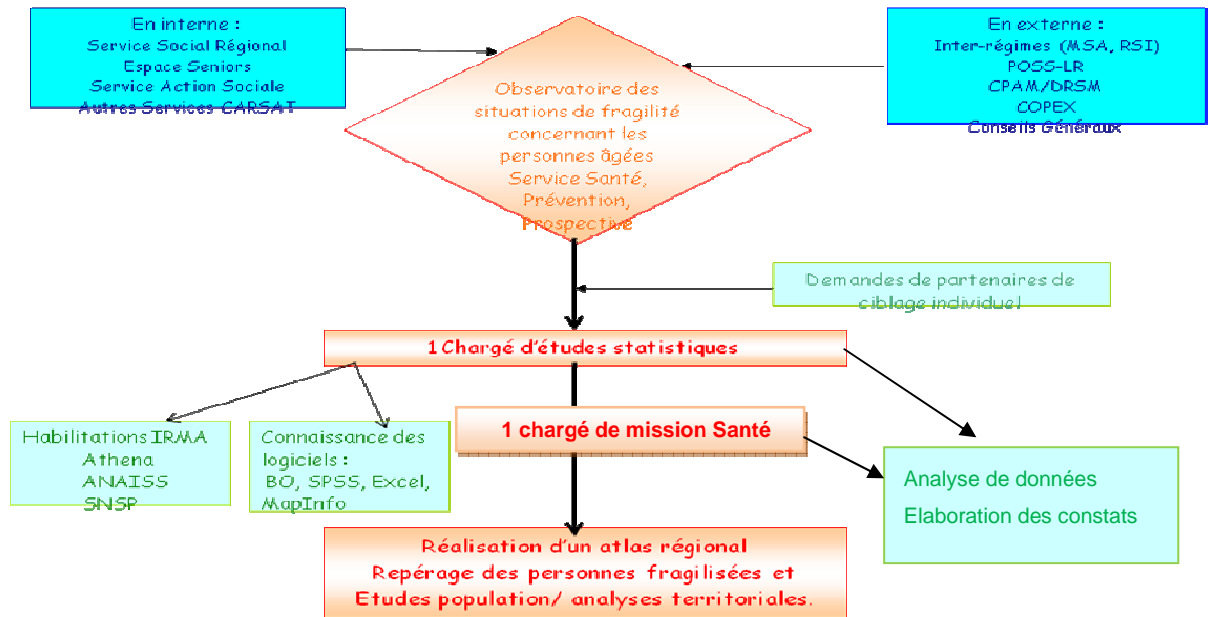 En interne :
Service Social Régional
Espace Seniors
Service Action Sociale
Autres Services CARSAT
En externe :
Inter-régimes (MSA, RSI)
POSS-LR
CPAM/DRSM
COPEX
Conseils Généraux
Observatoire des
situations de fragilité
concernant les
personnes âgées
Service Santé,
Prévention,
Prospective
Demandes de partenaires de
ciblage individuel
1 Chargé d'études statistiques
Habilitations IRMA
Athena
ANAISS
SNSP
Connaissance des
logiciels :
BO, SPSS, Excel,
MapInfo
1 chargé de mission Santé
Analyse de données
Elaboration des constats
Réalisation d'un atlas régional
Repérage des personnes fragilisées et
Etudes population/ analyses territoriales.